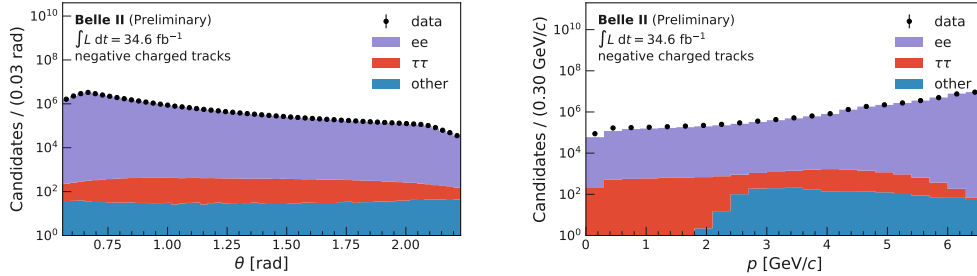 Belle II (Preliminary)
∫L dt = 34.6 fb⁻¹
negative charged tracks
data
ee
ττ
other
Candidates / (0.03 rad)
10⁸
10⁶
10⁴
10²
10⁰
0.75 1.00 1.25 1.50 1.75 2.00
θ [rad]
Belle II (Preliminary)
∫L dt = 34.6 fb⁻¹
negative charged tracks
data
ee
ττ
other
Candidates / (0.30 GeV/c)
10¹⁰
10⁸
10⁶
10⁴
10²
10⁰
0 1 2 3 4 5 6
p [GeV/c]